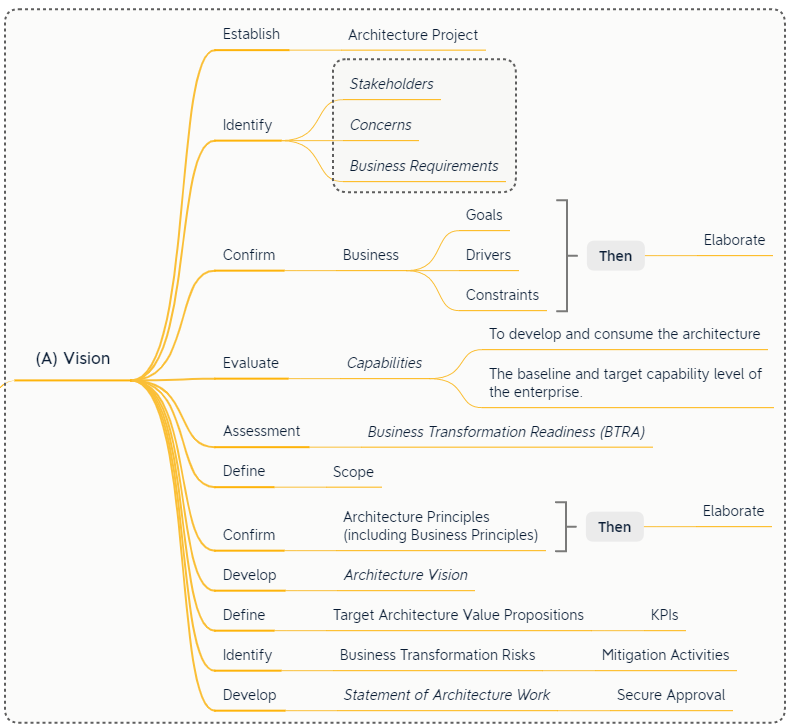 Establish
Architecture Project
Identify
Stakeholders
Concerns
Business Requirements
Confirm
Business
Goals
Drivers
Constraints
Then
Elaborate
(A) Vision
Evaluate
Capabilities
To develop and consume the architecture
The baseline and target capability level of
the enterprise.
Assessment
Business Transformation Readiness (BTRA)
Define
Scope
Confirm
Architecture Principles
(including Business Principles)
Then
Elaborate
Develop
Architecture Vision
Define
Target Architecture Value Propositions
KPIs
Identify
Business Transformation Risks
Mitigation Activities
Develop
Statement of Architecture Work
Secure Approval